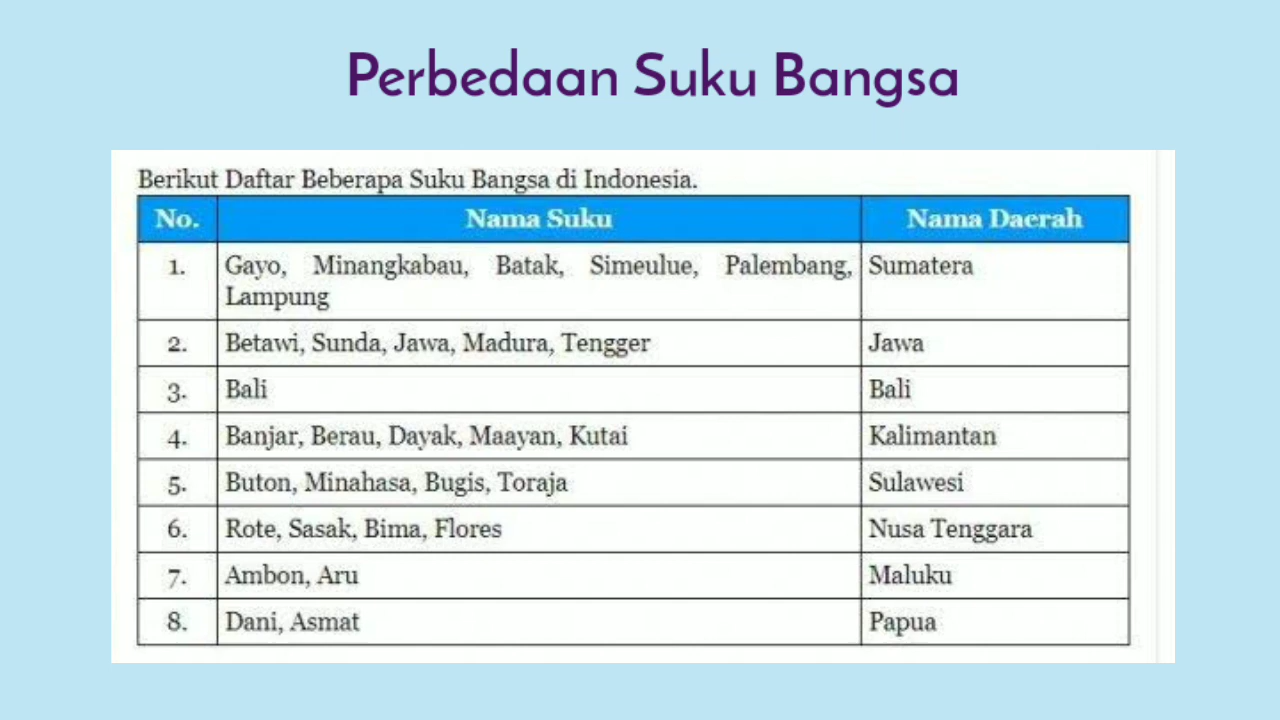 Perbedaan Suku Bangsa
Berikut Daftar Beberapa Suku Bangsa di Indonesia.
No. Nama Suku Nama Daerah
1. Gayo, Minangkabau, Batak, Simeulue, Palembang, Sumatera
Lampung
2. Betawi, Sunda, Jawa, Madura, Tengger Jawa
3. Bali Bali
4. Banjar, Berau, Dayak, Maayan, Kutai Kalimantan
5. Buton, Minahasa, Bugis, Toraja Sulawesi
6. Rote, Sasak, Bima, Flores Nusa Tenggara
7. Ambon, Aru Maluku
8. Dani, Asmat Papua